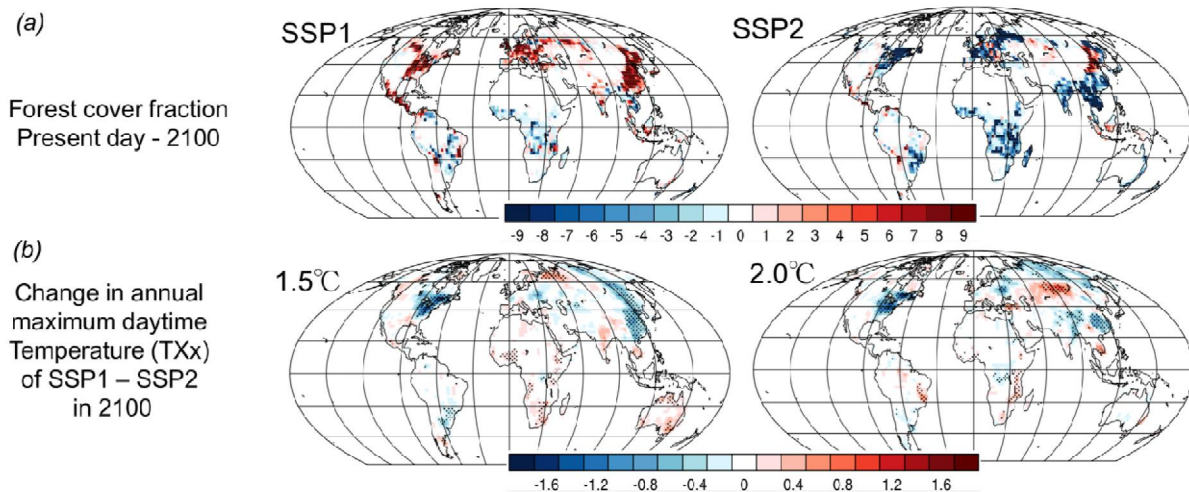 (a)
SSP1
SSP2
Forest cover fraction
Present day - 2100
-9 -8 -7 -6 -5 -4 -3 -2 -1 0 1 2 3 4 5 6 7 8 9
(b)
1.5℃
2.0℃
Change in annual
maximum daytime
Temperature (TXx)
of SSP1 – SSP2
in 2100
-1.6 -1.2 -0.8 -0.4 0 0.4 0.8 1.2 1.6